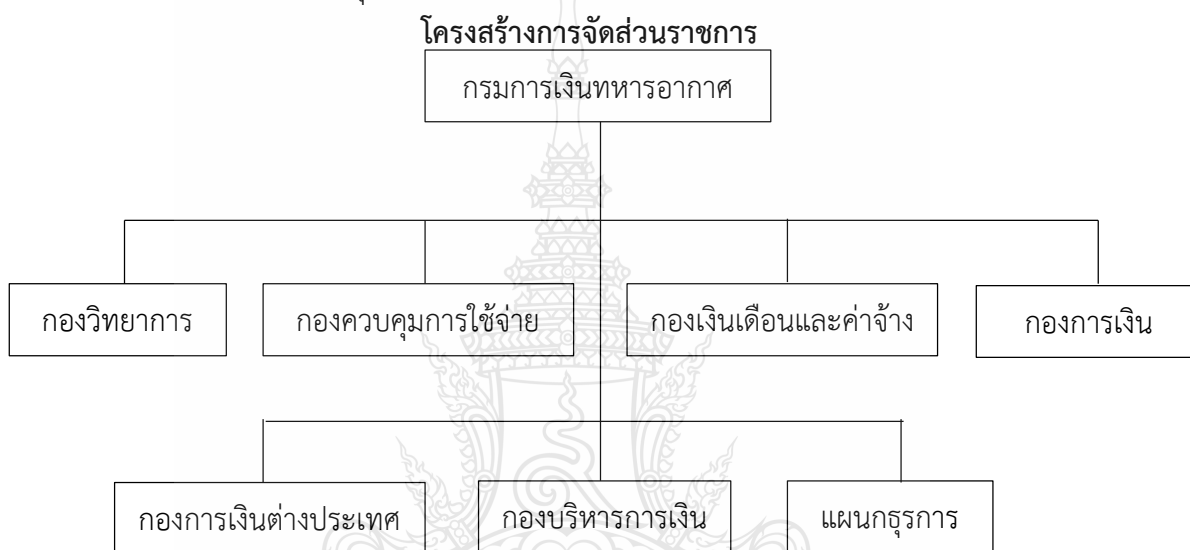 โครงสร้างการจัดส่วนราชการ
กรมการเงินทหารอากาศ
กองวิทยาการ
กองควบคุมการใช้จ่าย
กองเงินเดือนและค่าจ้าง
กองการเงิน
กองการเงินต่างประเทศ
กองบริหารการเงิน
แผนกธุรการ